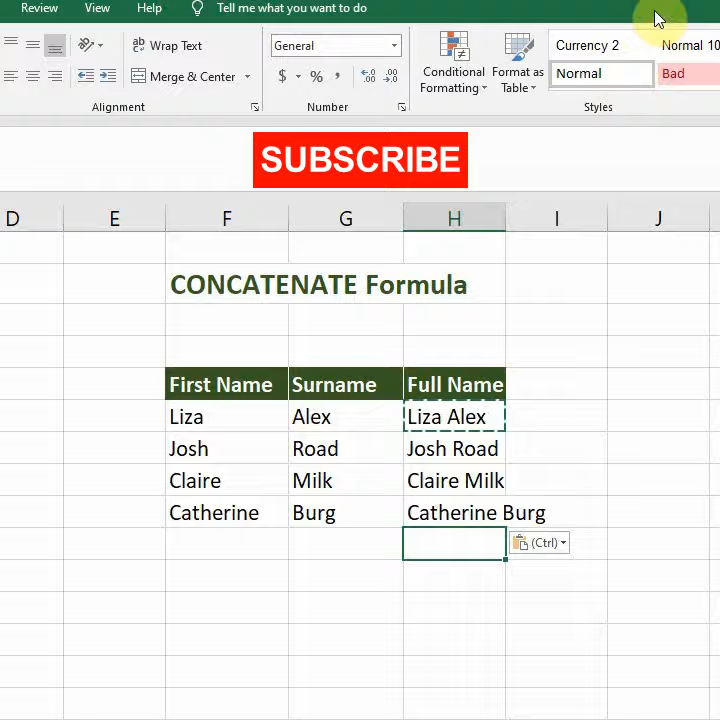 Review View Help Tell me what you want to do
Wrap Text General Currency 2 Normal 10
Merge & Center $ % , Conditional Formatting Format as Table Normal Bad
Alignment Number Styles
SUBSCRIBE
D E F G H I J
CONCATENATE Formula
First Name Surname Full Name
Liza Alex Liza Alex
Josh Road Josh Road
Claire Milk Claire Milk
Catherine Burg Catherine Burg
(Ctrl)